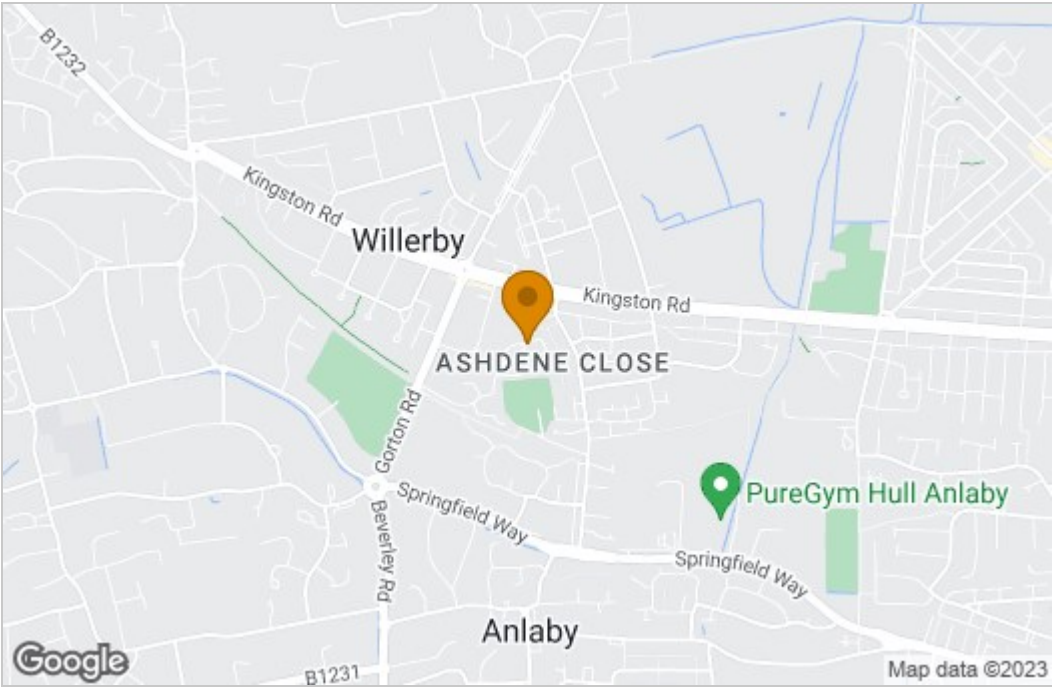 B1232
Kingston Rd
Willerby
Kingston Rd
ASHDENE CLOSE
Gorton Rd
PureGym Hull Anlaby
Springfield Way
Beverley Rd
Springfield Way
Anlaby
Google
B1231
Map data ©2023